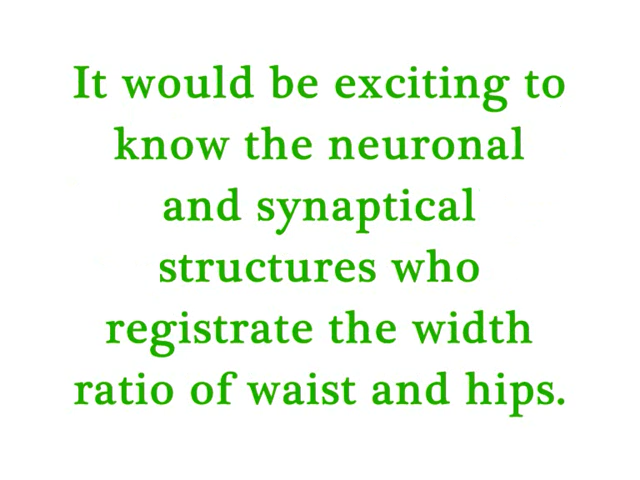 It would be exciting to
know the neuronal
and synaptical
structures who
registrate the width
ratio of waist and hips.